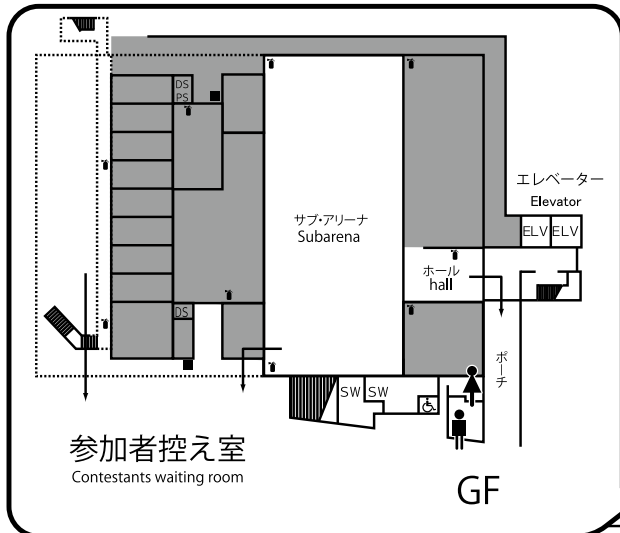 DS
PS
エレベーター
Elevator
ELV ELV
サブ・アリーナ
Subarena
ホール
hall
DS
ポーチ
SW SW
参加者控え室
Contestants waiting room
GF